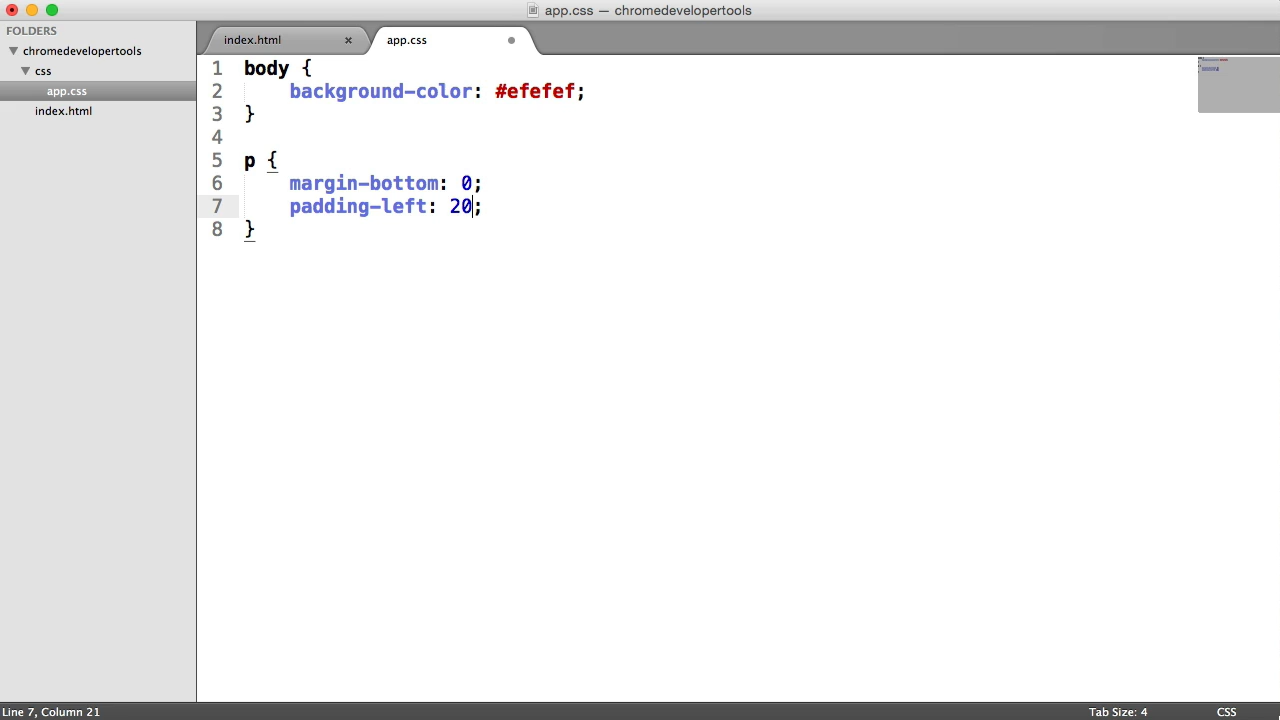 app.css — chromedevelopertools
FOLDERS
chromedevelopertools
css
app.css
index.html
index.html ×
app.css
1 body {
2 background-color: #efefef;
3 }
4
5 p {
6 margin-bottom: 0;
7 padding-left: 20;
8 }
Line 7, Column 21
Tab Size: 4
CSS